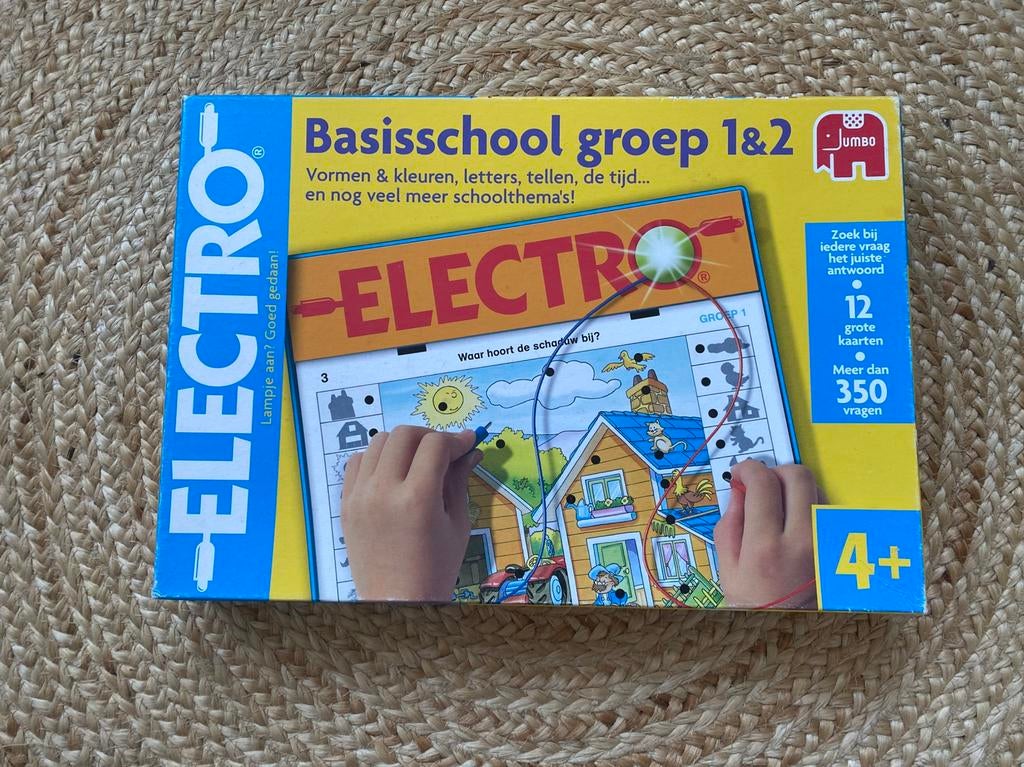 ELECTRO®
Lampje aan? Goed gedaan!
Basisschool groep 1&2
Vormen & kleuren, letters, tellen, de tijd...
en nog veel meer schoolthema's!
JUMBO
Zoek bij
iedere vraag
het juiste
antwoord
•
12
grote
kaarten
•
Meer dan
350
vragen
ELECTRO®
GROEP 1
Waar hoort de schaduw bij?
3
4+